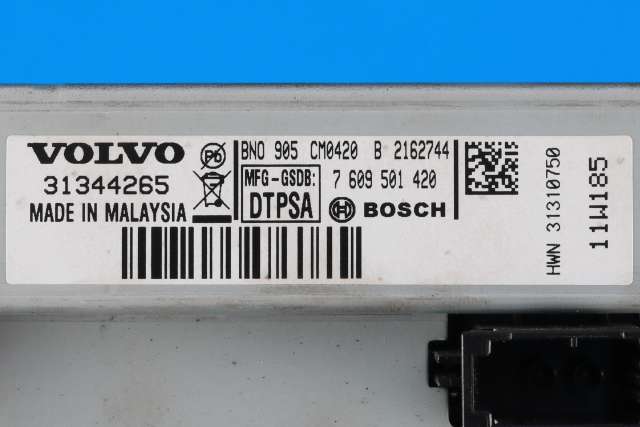 VOLVO
31344265
MADE IN MALAYSIA
Pb
BNO 905 CM0420 B 2162744
MFG-GSDB:
DTPSA
7 609 501 420
BOSCH
HWN 31310750
11W185